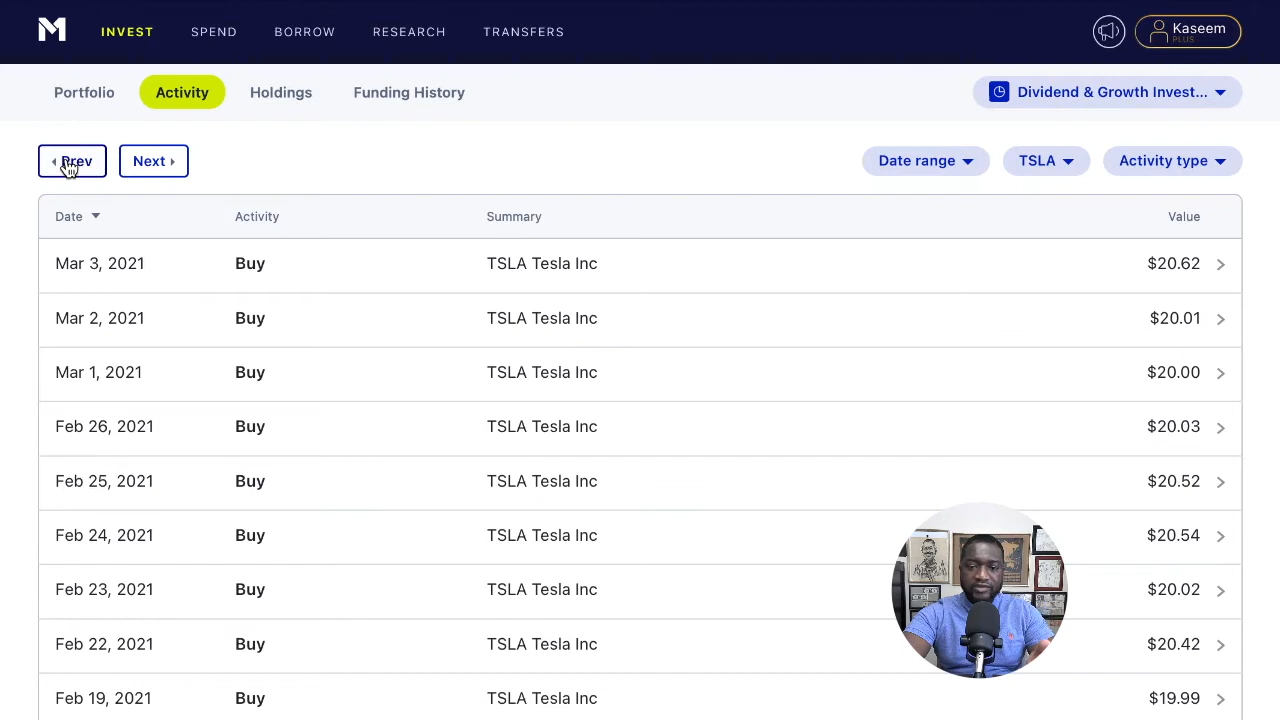 INVEST SPEND BORROW RESEARCH TRANSFERS Kaseem
PLUS
Portfolio Activity Holdings Funding History Dividend & Growth Invest...
Prev Next Date range TSLA Activity type
Date Activity Summary Value
Mar 3, 2021 Buy TSLA Tesla Inc $20.62
Mar 2, 2021 Buy TSLA Tesla Inc $20.01
Mar 1, 2021 Buy TSLA Tesla Inc $20.00
Feb 26, 2021 Buy TSLA Tesla Inc $20.03
Feb 25, 2021 Buy TSLA Tesla Inc $20.52
Feb 24, 2021 Buy TSLA Tesla Inc $20.54
Feb 23, 2021 Buy TSLA Tesla Inc $20.02
Feb 22, 2021 Buy TSLA Tesla Inc $20.42
Feb 19, 2021 Buy TSLA Tesla Inc $19.99